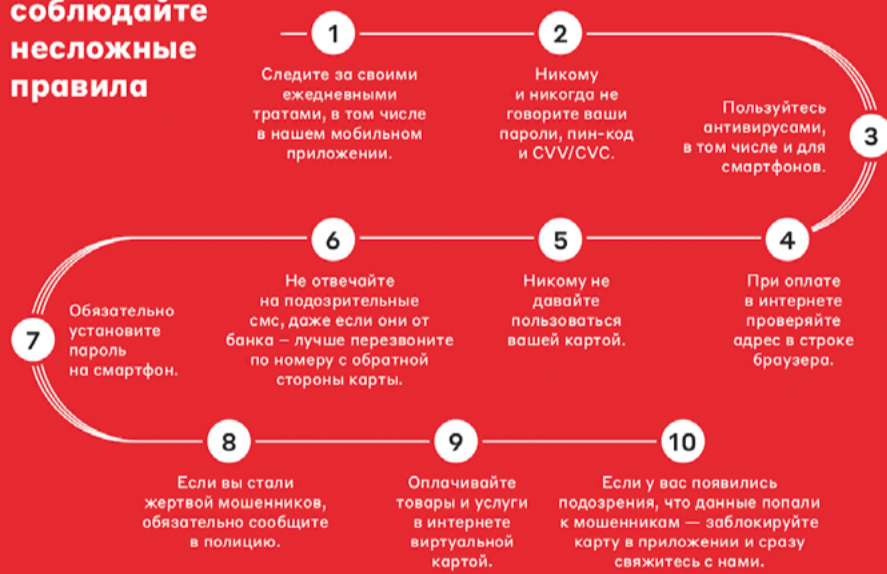 соблюдайте
несложные
правила
1
Следите за своими
ежедневными
тратами, в том числе
в нашем мобильном
приложении.
2
Никому
и никогда не
говорите ваши
пароли, пин-код
и CVV/CVC.
3
Пользуйтесь
антивирусами,
в том числе и для
смартфонов.
4
При оплате
в интернете
проверяйте
адрес в строке
браузера.
5
Никому не
давайте
пользоваться
вашей картой.
6
Не отвечайте
на подозрительные
смс, даже если они от
банка – лучше перезвоните
по номеру с обратной
стороны карты.
7
Обязательно
установите
пароль
на смартфон.
8
Если вы стали
жертвой мошенников,
обязательно сообщите
в полицию.
9
Оплачивайте
товары и услуги
в интернете
виртуальной
картой.
10
Если у вас появились
подозрения, что данные попали
к мошенникам — заблокируйте
карту в приложении и сразу
свяжитесь с нами.